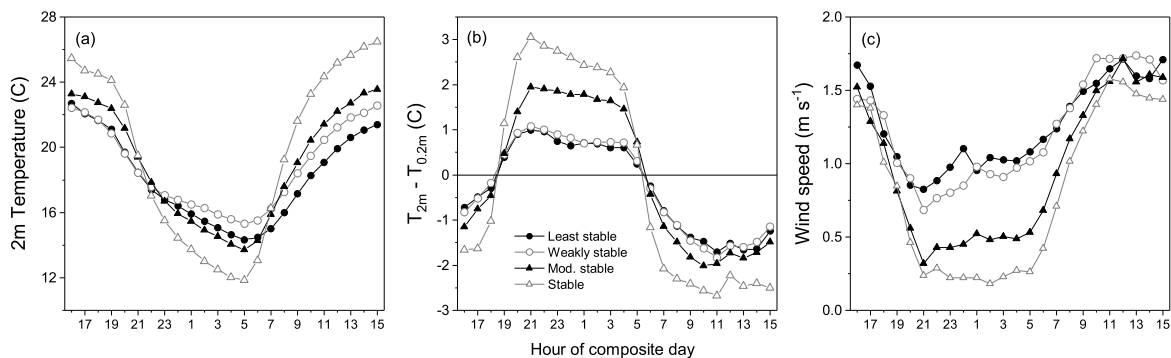 (a)
2m Temperature (C)
28
24
20
16
12
17 19 21 23 1 3 5 7 9 11 13 15
(b)
T2m - T0.2m (C)
3
2
1
0
-1
-2
-3
Least stable
Weakly stable
Mod. stable
Stable
17 19 21 23 1 3 5 7 9 11 13 15
Hour of composite day
(c)
Wind speed (m s-1)
2.0
1.5
1.0
0.5
0.0
17 19 21 23 1 3 5 7 9 11 13 15